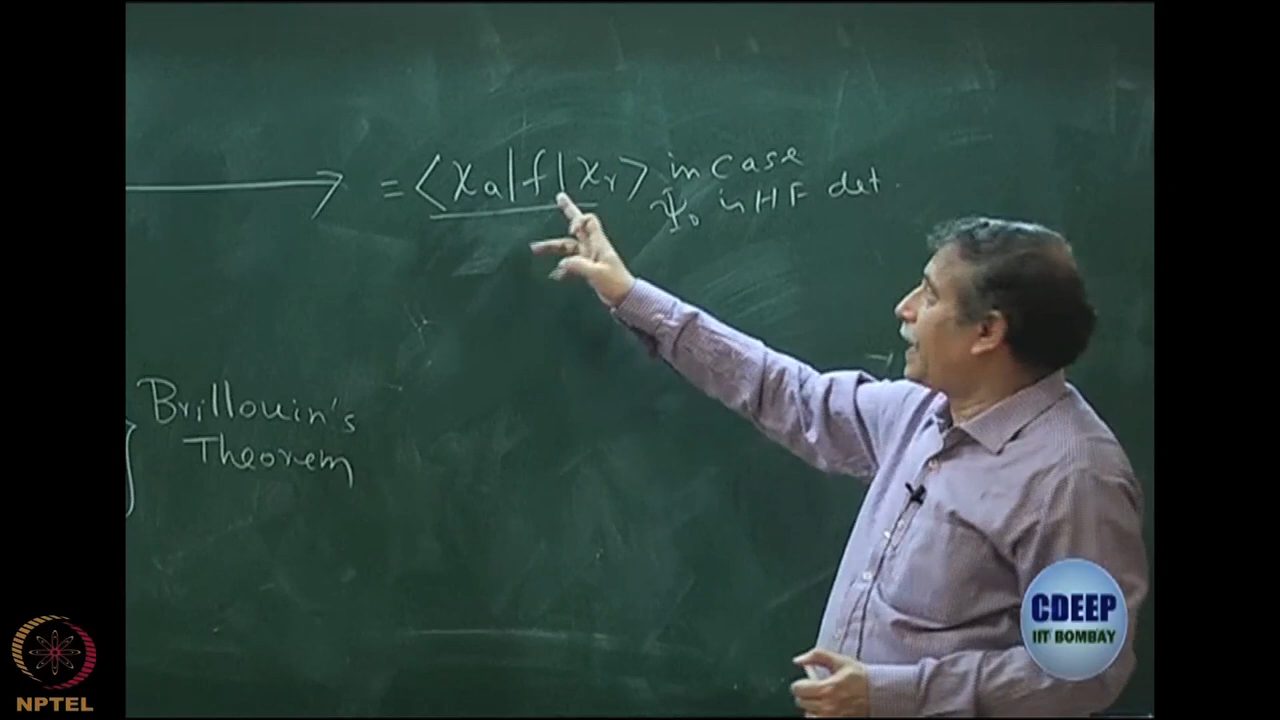 = ⟨χₐ|f|χᵣ⟩ in case
Ψ₀ is HF det.
Brillouin's
Theorem
CDEEP
IIT BOMBAY
NPTEL